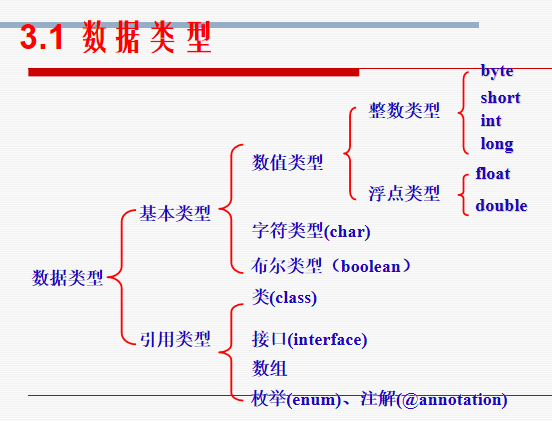 3.1 数据类型
byte
short
整数类型
int
long
数值类型
float
浮点类型
double
基本类型
字符类型(char)
布尔类型（boolean）
数据类型
类(class)
引用类型
接口(interface)
数组
枚举(enum)、注解(@annotation)